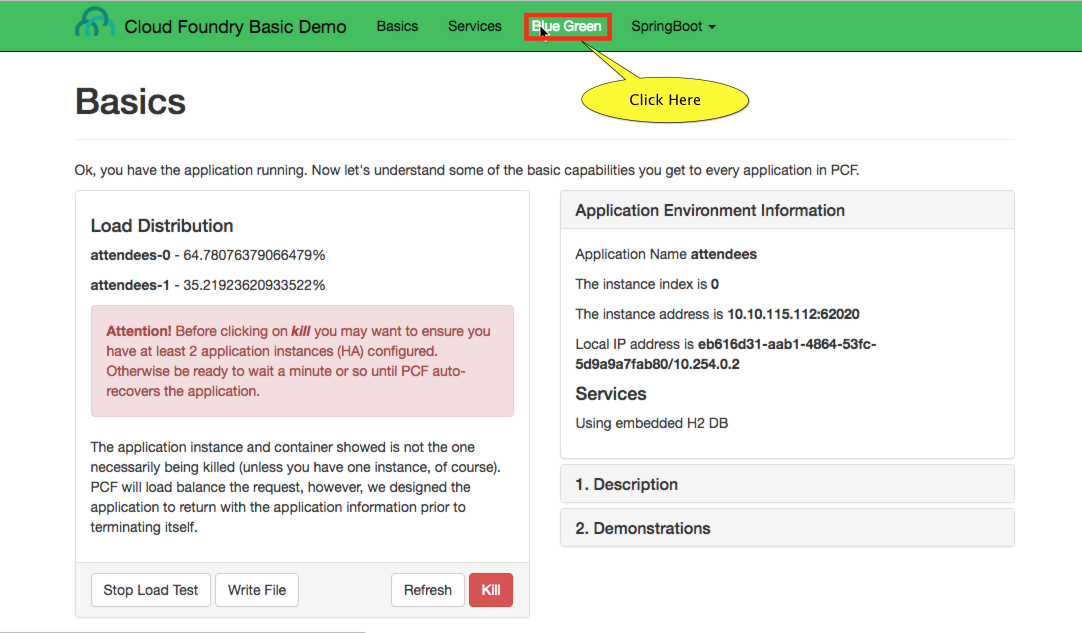 Cloud Foundry Basic Demo Basics Services Blue Green SpringBoot
Click Here
Basics
Ok, you have the application running. Now let's understand some of the basic capabilities you get to every application in PCF.
Load Distribution
attendees-0 - 64.78076379066479%
attendees-1 - 35.21923620933522%
Attention! Before clicking on kill you may want to ensure you
have at least 2 application instances (HA) configured.
Otherwise be ready to wait a minute or so until PCF auto-
recovers the application.
The application instance and container showed is not the one
necessarily being killed (unless you have one instance, of course).
PCF will load balance the request, however, we designed the
application to return with the application information prior to
terminating itself.
Stop Load Test Write File Refresh Kill
Application Environment Information
Application Name attendees
The instance index is 0
The instance address is 10.10.115.112:62020
Local IP address is eb616d31-aab1-4864-53fc-
5d9a9a7fab80/10.254.0.2
Services
Using embedded H2 DB
1. Description
2. Demonstrations